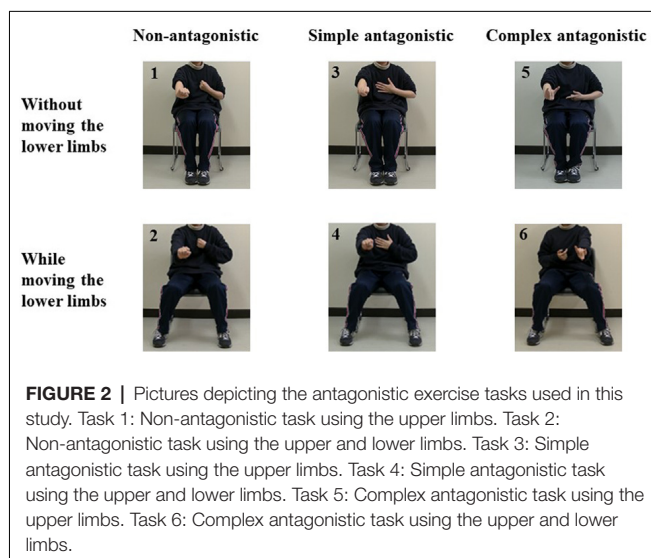 Non-antagonistic Simple antagonistic Complex antagonistic
Without
moving the
lower limbs
1 3 5
While
moving the
lower limbs
2 4 6
FIGURE 2 | Pictures depicting the antagonistic exercise tasks used in this
study. Task 1: Non-antagonistic task using the upper limbs. Task 2:
Non-antagonistic task using the upper and lower limbs. Task 3: Simple
antagonistic task using the upper limbs. Task 4: Simple antagonistic task
using the upper and lower limbs. Task 5: Complex antagonistic task using the
upper limbs. Task 6: Complex antagonistic task using the upper and lower
limbs.